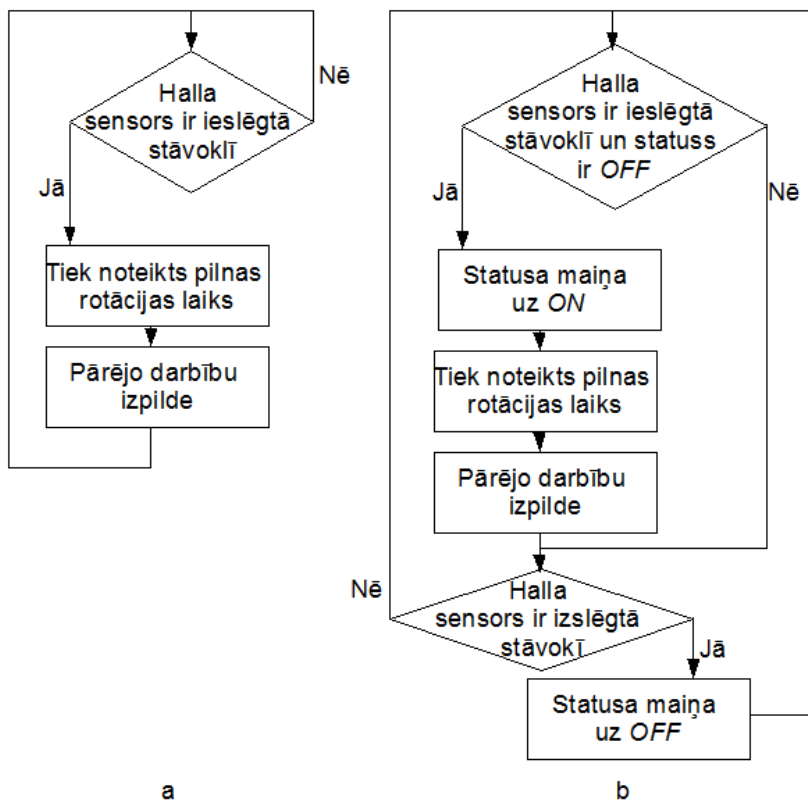 Halla
sensors ir ieslēgtā
stāvoklī
Nē
Jā
Tiek noteikts pilnas
rotācijas laiks
Pārējo darbību
izpilde
a
Halla
sensors ir ieslēgtā
stāvoklī un statuss
ir OFF
Jā
Nē
Statusa maiņa
uz ON
Tiek noteikts pilnas
rotācijas laiks
Pārējo darbību
izpilde
Nē
Halla
sensors ir izslēgtā
stāvokī
Jā
Statusa maiņa
uz OFF
b